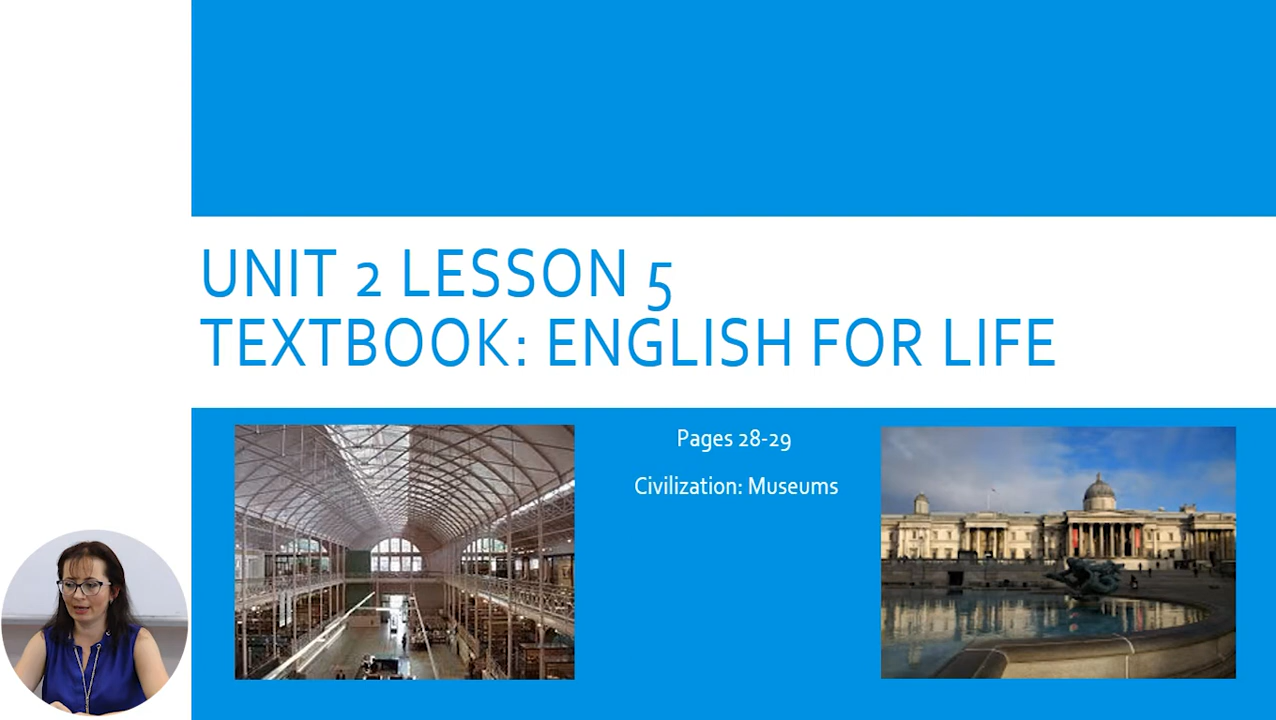 UNIT 2 LESSON 5
TEXTBOOK: ENGLISH FOR LIFE
Pages 28-29
Civilization: Museums